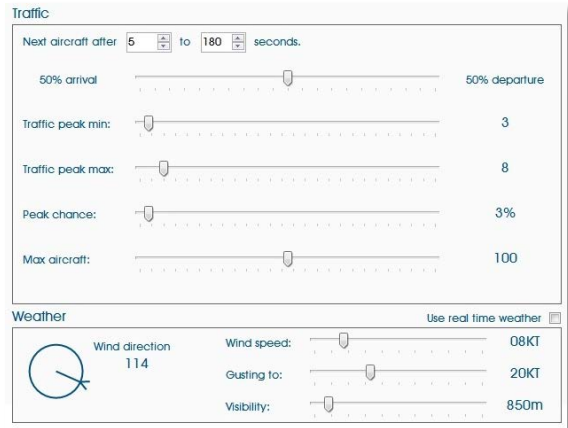 Traffic
Next aircraft after 5 to 180 seconds.
50% arrival 50% departure
Traffic peak min: 3
Traffic peak max: 8
Peak chance: 3%
Max aircraft: 100
Weather Use real time weather
Wind direction Wind speed: 08KT
114
Gusting to: 20KT
Visibility: 850m